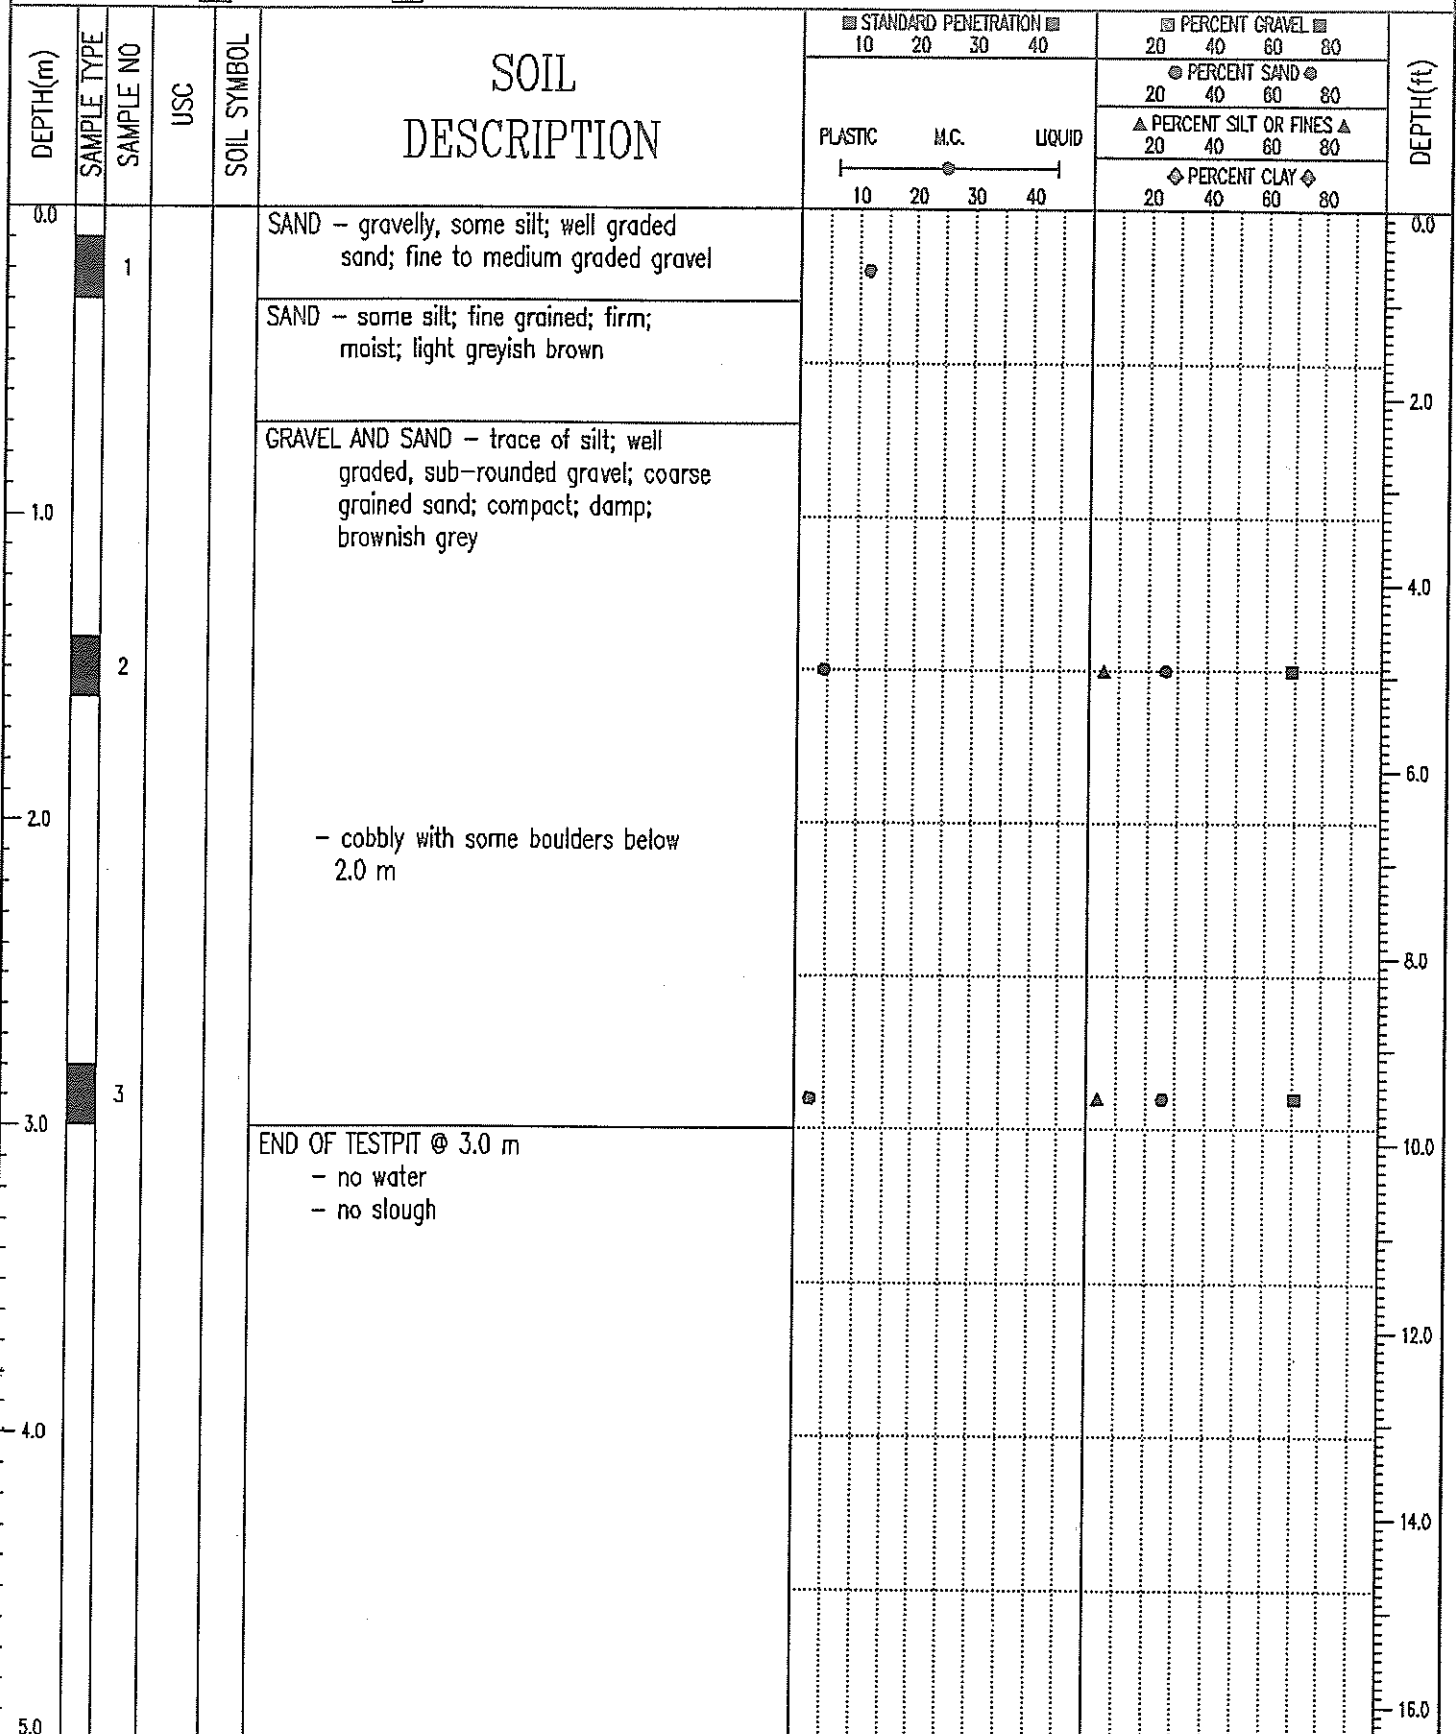 DEPTH(m)
SAMPLE TYPE
SAMPLE NO
USC
SOIL SYMBOL
SOIL
DESCRIPTION
STANDARD PENETRATION
10 20 30 40
PLASTIC M.C. LIQUID
10 20 30 40
PERCENT GRAVEL
20 40 60 80
PERCENT SAND
20 40 60 80
PERCENT SILT OR FINES
20 40 60 80
PERCENT CLAY
20 40 60 80
DEPTH(ft)
0.0
1
SAND - gravelly, some silt; well graded
sand; fine to medium graded gravel
0.0
SAND - some silt; fine grained; firm;
moist; light greyish brown
2.0
GRAVEL AND SAND - trace of silt; well
graded, sub-rounded gravel; coarse
grained sand; compact; damp;
brownish grey
1.0
4.0
2
6.0
2.0
- cobbly with some boulders below
2.0 m
8.0
3
3.0
END OF TESTPIT @ 3.0 m
- no water
- no slough
10.0
12.0
4.0
14.0
16.0
5.0